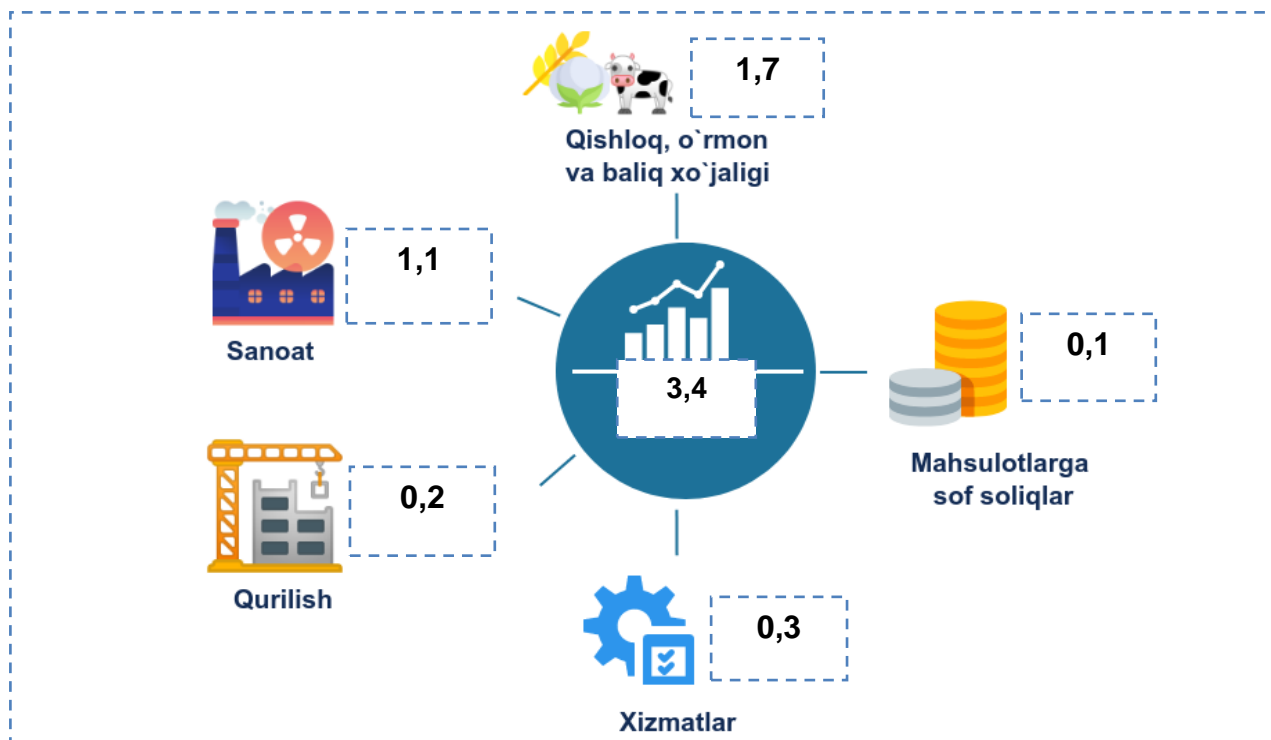 1,7
Qishloq, o`rmon
va baliq xo`jaligi
1,1
Sanoat
3,4
0,1
Mahsulotlarga
sof soliqlar
0,2
Qurilish
0,3
Xizmatlar